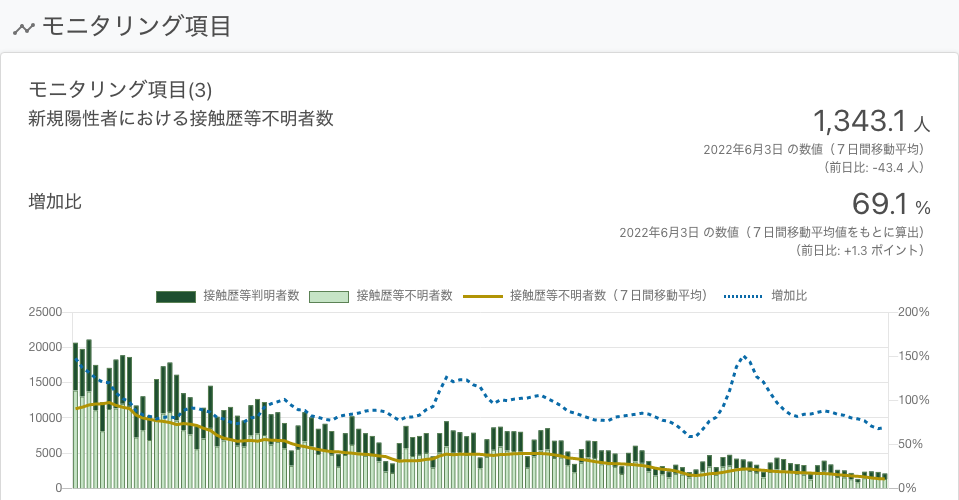 モニタリング項目
モニタリング項目(3)
新規陽性者における接触歴等不明者数
1,343.1 人
2022年6月3日 の数値（７日間移動平均）
（前日比: -43.4 人）
増加比
69.1 %
2022年6月3日 の数値（７日間移動平均値をもとに算出）
（前日比: +1.3 ポイント）
接触歴等判明者数 接触歴等不明者数 接触歴等不明者数（７日間移動平均） 増加比
25000 200%
20000
15000 150%
10000 100%
5000 50%
0 0%